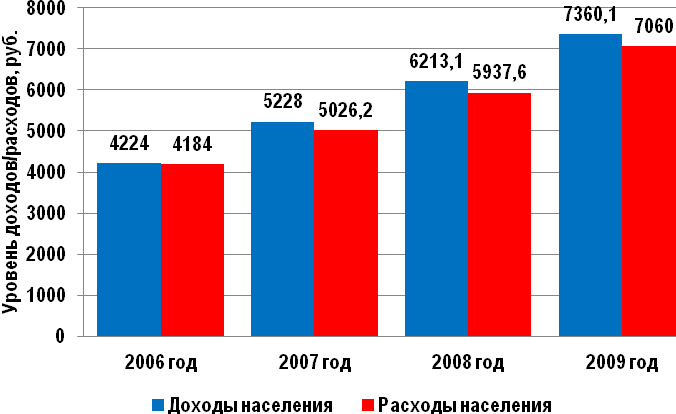 Уровень доходов/расходов, руб.
8000
7000
6000
5000
4000
3000
2000
1000
0
4224
4184
5228
5026,2
6213,1
5937,6
7360,1
7060
2006 год
2007 год
2008 год
2009 год
Доходы населения
Расходы населения